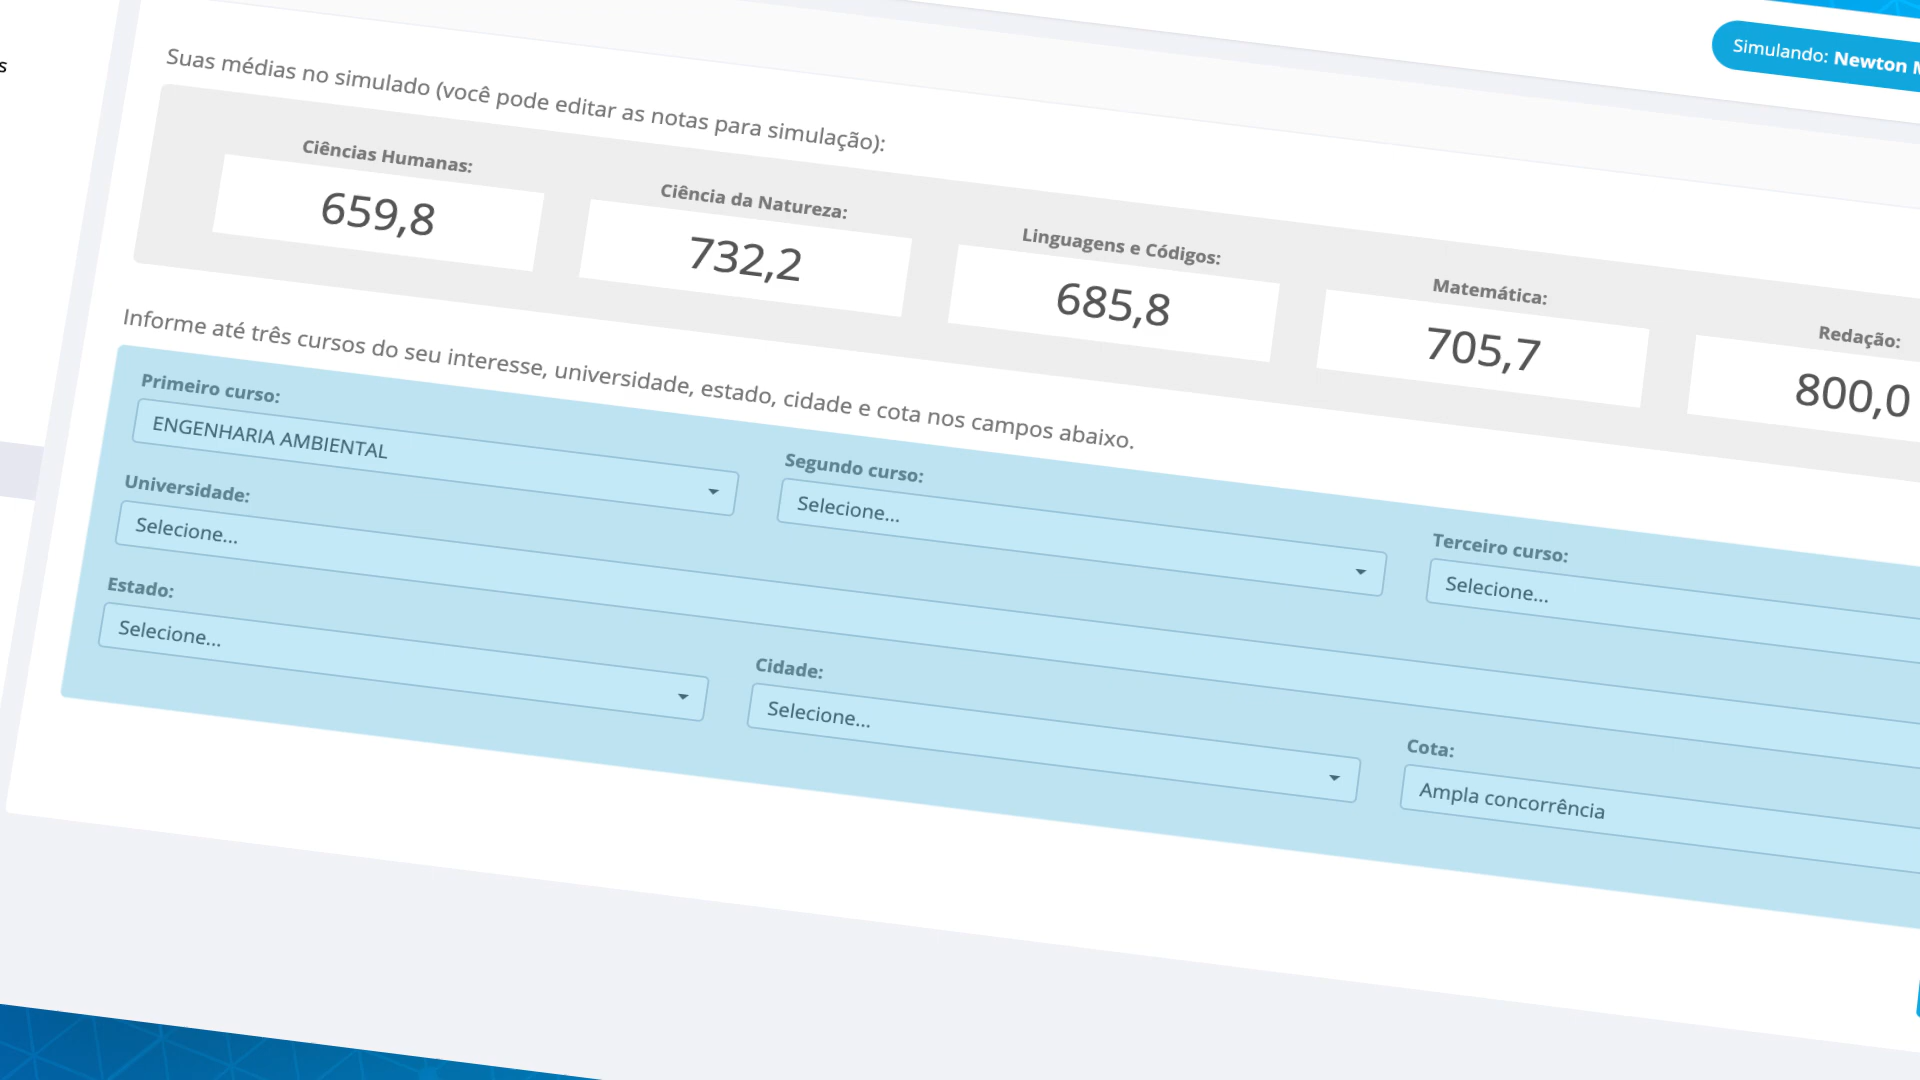 Simulando: Newton
Suas médias no simulado (você pode editar as notas para simulação):
Ciências Humanas:
659,8
Ciência da Natureza:
732,2
Linguagens e Códigos:
685,8
Matemática:
705,7
Redação:
800,0
Informe até três cursos do seu interesse, universidade, estado, cidade e cota nos campos abaixo.
Primeiro curso:
ENGENHARIA AMBIENTAL
Segundo curso:
Selecione...
Terceiro curso:
Selecione...
Universidade:
Selecione...
Estado:
Selecione...
Cidade:
Selecione...
Cota:
Ampla concorrência